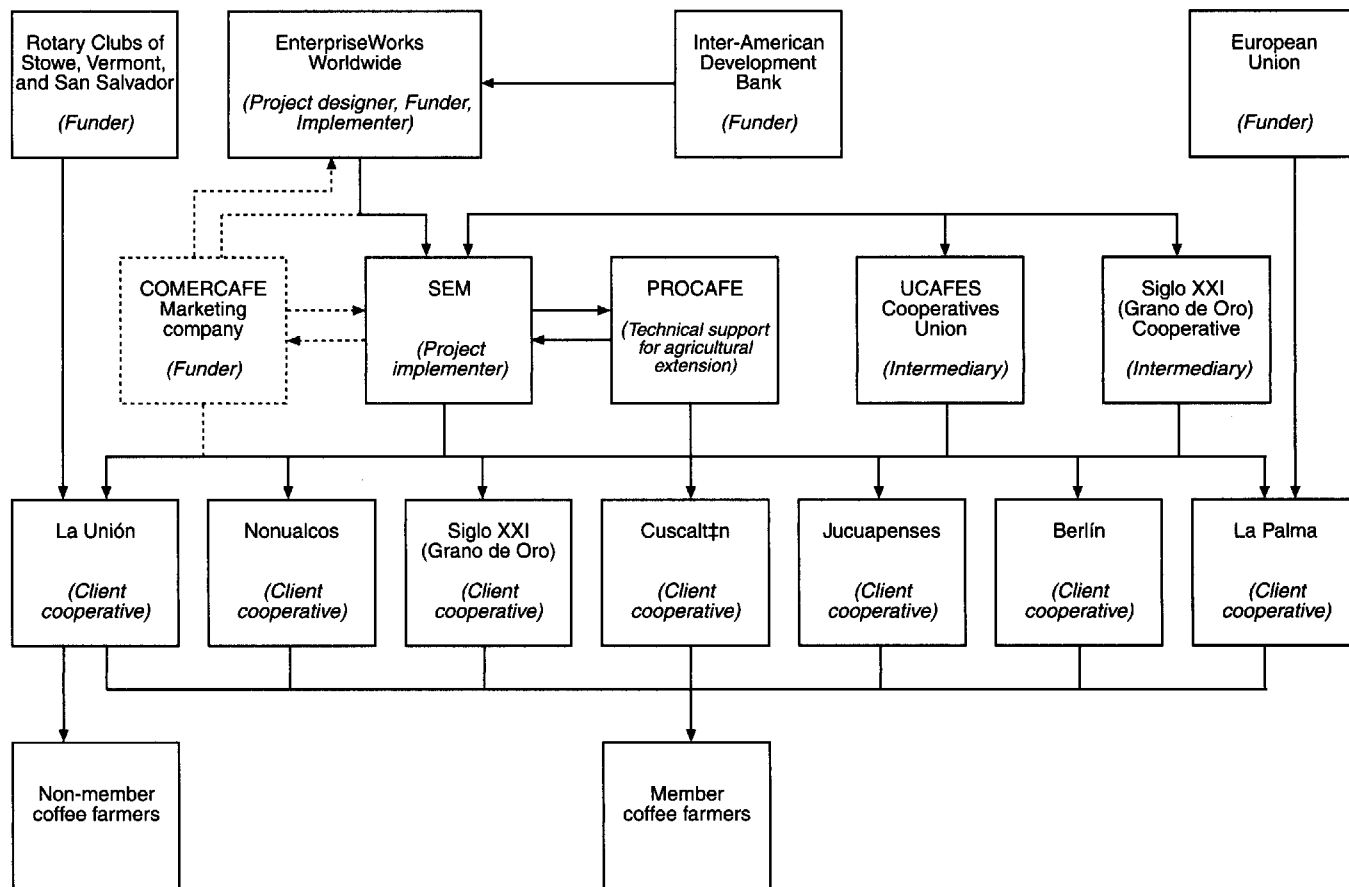 Rotary Clubs of
Stowe, Vermont,
and San Salvador
(Funder)
EnterpriseWorks
Worldwide
(Project designer, Funder,
Implementer)
Inter-American
Development
Bank
(Funder)
European
Union
(Funder)
COMERCAFE
Marketing
company
(Funder)
SEM
(Project
implementer)
PROCAFE
(Technical support
for agricultural
extension)
UCAFES
Cooperatives
Union
(Intermediary)
Siglo XXI
(Grano de Oro)
Cooperative
(Intermediary)
La Unión
(Client
cooperative)
Nonualcos
(Client
cooperative)
Siglo XXI
(Grano de Oro)
(Client
cooperative)
Cuscalt‡n
(Client
cooperative)
Jucuapenses
(Client
cooperative)
Berlín
(Client
cooperative)
La Palma
(Client
cooperative)
Non-member
coffee farmers
Member
coffee farmers